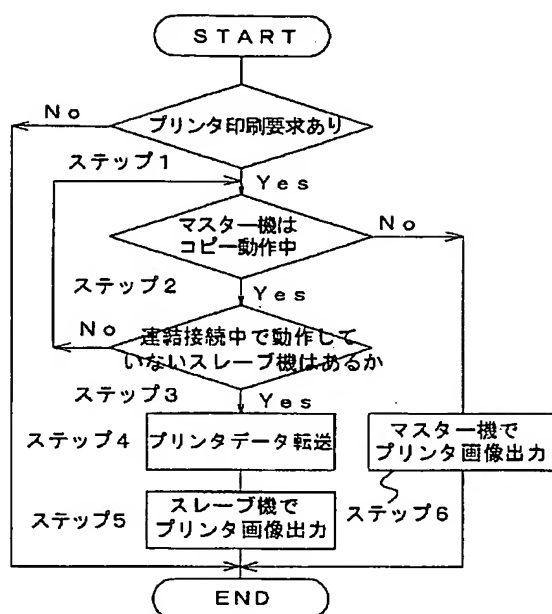 START
No
プリンタ印刷要求あり
ステップ1
Yes
マスター機は
コピー動作中
No
ステップ2
Yes
No
連結接続中で動作して
いないスレーブ機はあるか
ステップ3
Yes
ステップ4
プリンタデータ転送
マスター機で
プリンタ画像出力
ステップ5
スレーブ機で
プリンタ画像出力
ステップ6
END